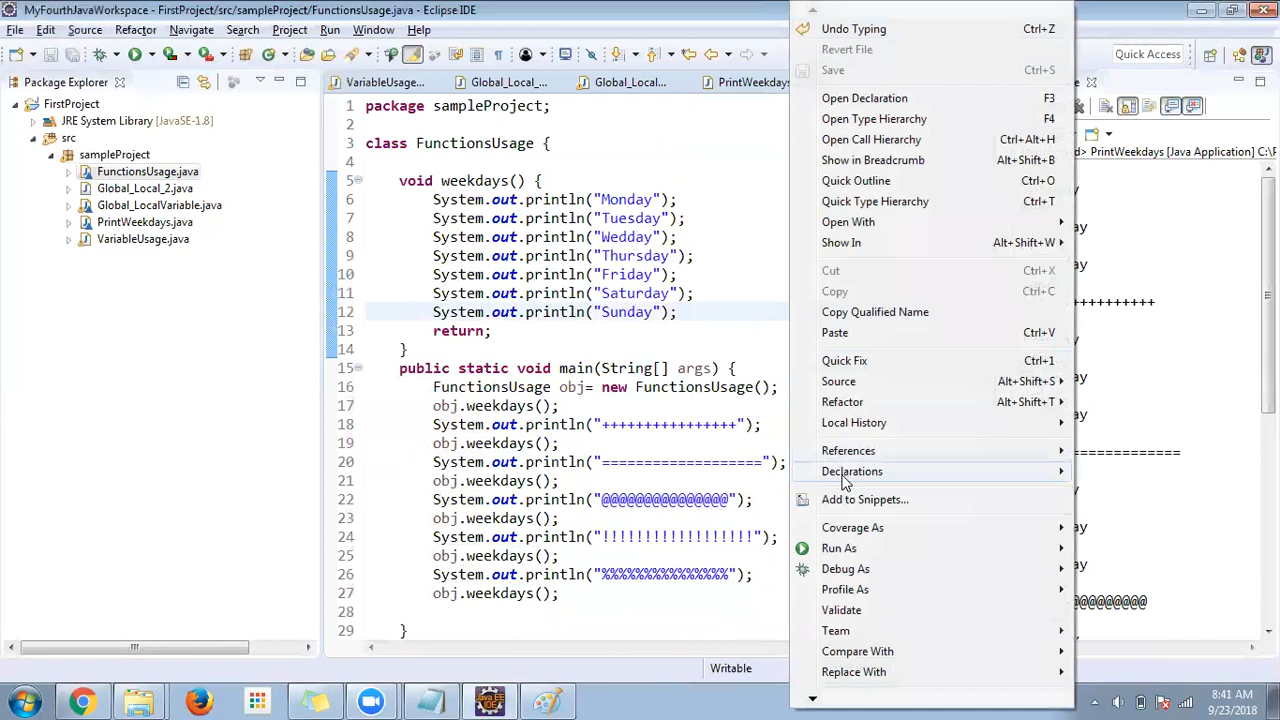 MyFourthJavaWorkspace - FirstProject/src/sampleProject/FunctionsUsage.java - Eclipse IDE
File Edit Source Refactor Navigate Search Project Run Window Help
Quick Access
Package Explorer
FirstProject
JRE System Library [JavaSE-1.8]
src
sampleProject
FunctionsUsage.java
Global_Local_2.java
Global_LocalVariable.java
PrintWeekdays.java
VariableUsage.java
VariableUsage... Global_Local_... Global_Local... PrintWeekdays
1 package sampleProject;
2
3 class FunctionsUsage {
4
5 void weekdays() {
6 System.out.println("Monday");
7 System.out.println("Tuesday");
8 System.out.println("Wedday");
9 System.out.println("Thursday");
10 System.out.println("Friday");
11 System.out.println("Saturday");
12 System.out.println("Sunday");
13 return;
14 }
15 public static void main(String[] args) {
16 FunctionsUsage obj= new FunctionsUsage();
17 obj.weekdays();
18 System.out.println("++++++++++++++++");
19 obj.weekdays();
20 System.out.println("===================");
21 obj.weekdays();
22 System.out.println("@@@@@@@@@@@@@@@");
23 obj.weekdays();
24 System.out.println("!!!!!!!!!!!!!!!!!!");
25 obj.weekdays();
26 System.out.println("%%%%%%%%%%%%%%%");
27 obj.weekdays();
28
29 }
Writable
Undo Typing Ctrl+Z
Revert File
Save Ctrl+S
Open Declaration F3
Open Type Hierarchy F4
Open Call Hierarchy Ctrl+Alt+H
Show in Breadcrumb Alt+Shift+B
Quick Outline Ctrl+O
Quick Type Hierarchy Ctrl+T
Open With
Show In Alt+Shift+W
Cut Ctrl+X
Copy Ctrl+C
Copy Qualified Name
Paste Ctrl+V
Quick Fix Ctrl+1
Source Alt+Shift+S
Refactor Alt+Shift+T
Local History
References
Declarations
Add to Snippets...
Coverage As
Run As
Debug As
Profile As
Validate
Team
Compare With
Replace With
d> PrintWeekdays [Java Application] C:\P
y
ay
ay
++++++++++
y
ay
ay
============
y
ay
ay
@@@@@@@@@
8:41 AM
9/23/2018